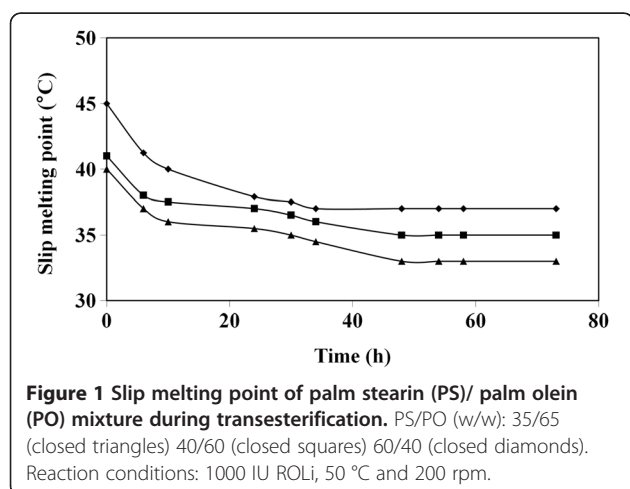 50
45
40
35
30
0
20
40
60
80
Slip melting point (°C)
Time (h)
Figure 1 Slip melting point of palm stearin (PS)/ palm olein
(PO) mixture during transesterification. PS/PO (w/w): 35/65
(closed triangles) 40/60 (closed squares) 60/40 (closed diamonds).
Reaction conditions: 1000 IU ROLi, 50 °C and 200 rpm.